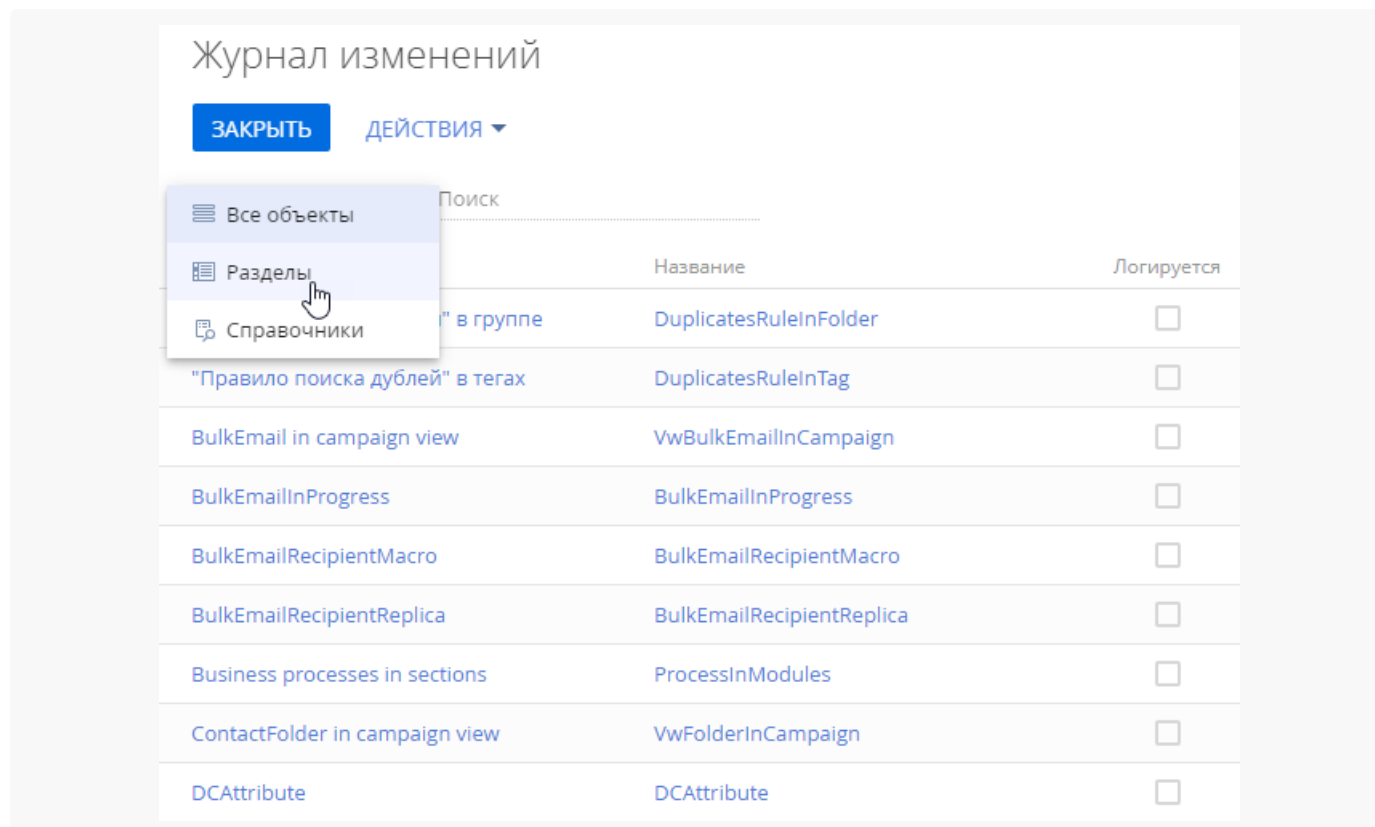 Журнал изменений
ЗАКРЫТЬ ДЕЙСТВИЯ
Все объекты Поиск
Разделы Название Логируется
Справочники " в группе DuplicatesRuleInFolder
"Правило поиска дублей" в тегах DuplicatesRuleInTag
BulkEmail in campaign view VwBulkEmailInCampaign
BulkEmailInProgress BulkEmailInProgress
BulkEmailRecipientMacro BulkEmailRecipientMacro
BulkEmailRecipientReplica BulkEmailRecipientReplica
Business processes in sections ProcessInModules
ContactFolder in campaign view VwFolderInCampaign
DCAttribute DCAttribute